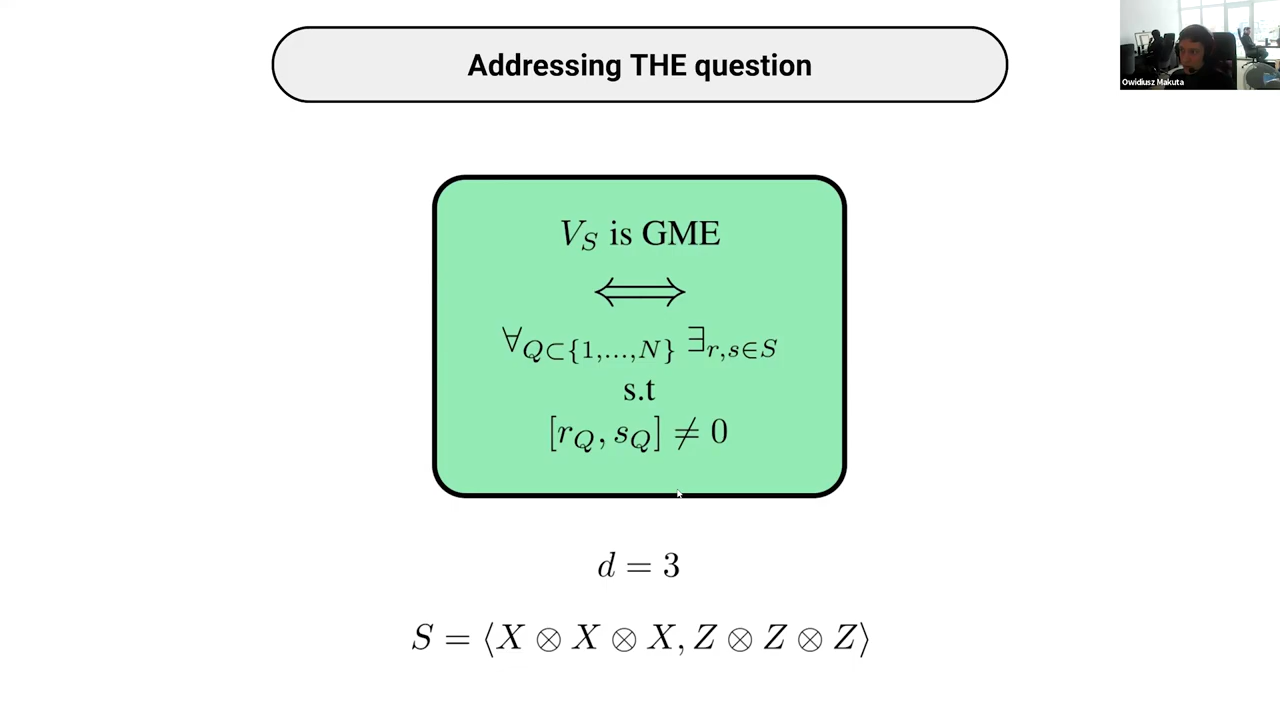 Addressing THE question
Owidiusz Makuta
V_S is GME
⟺
∀_{Q⊂{1,...,N}} ∃_{r,s∈S}
s.t
[r_Q, s_Q] ≠ 0
d = 3
S = ⟨X ⊗ X ⊗ X, Z ⊗ Z ⊗ Z⟩